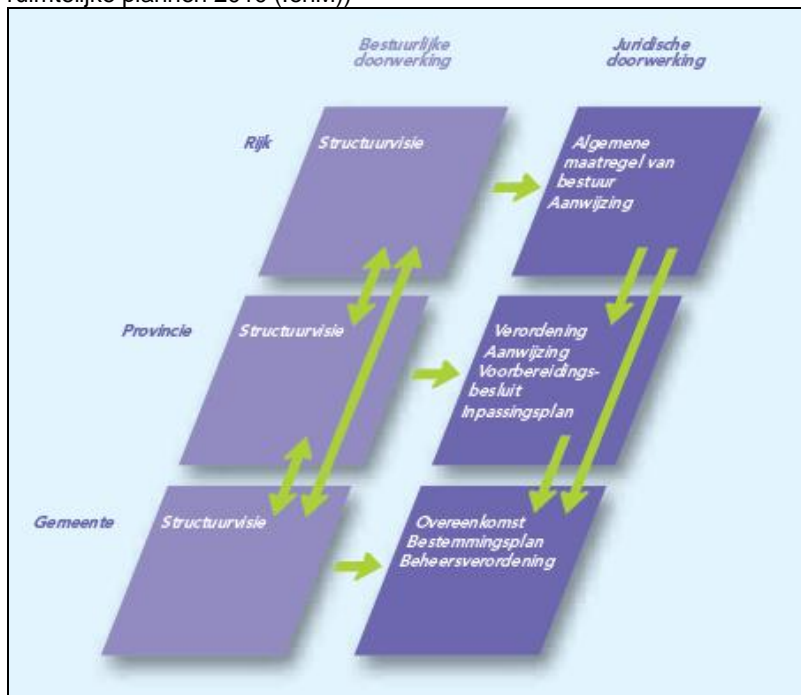 ruimtelijke plannen 2010 (IenM))
Bestuurlijke
doorwerking
Juridische
doorwerking
Rijk
Structuurvisie
Algemene
maatregel van
bestuur
Aanwijzing
Provincie
Structuurvisie
Verordening
Aanwijzing
Voorbereidings-
besluit
Inpassingsplan
Gemeente
Structuurvisie
Overeenkomst
Bestemmingsplan
Beheersverordening